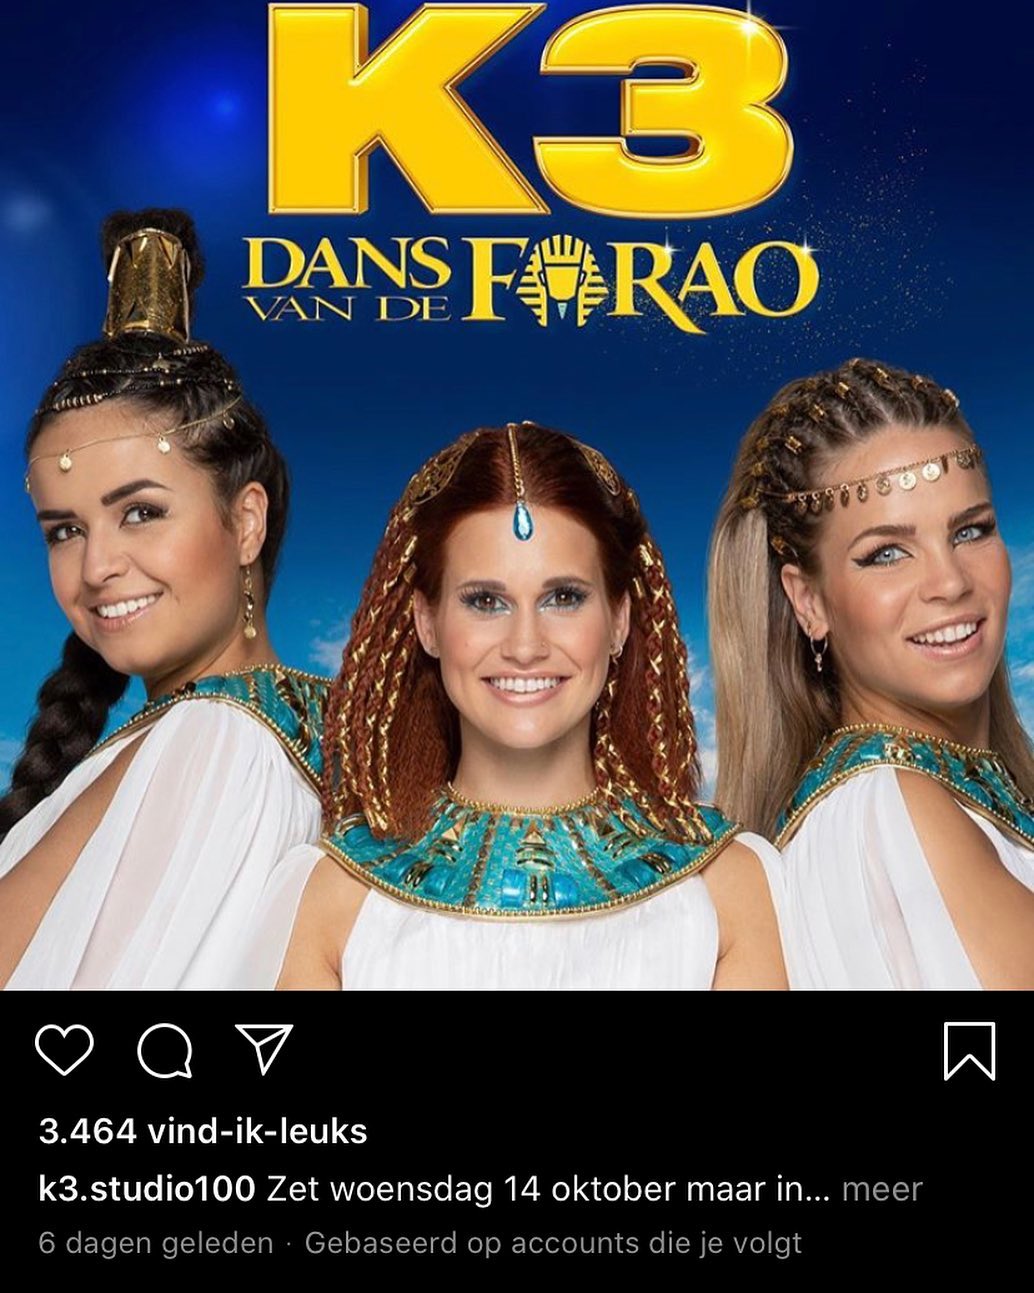 K3
DANS
VAN DE
FARAO
3.464 vind-ik-leuks
k3.studio100 Zet woensdag 14 oktober maar in... meer
6 dagen geleden · Gebaseerd op accounts die je volgt